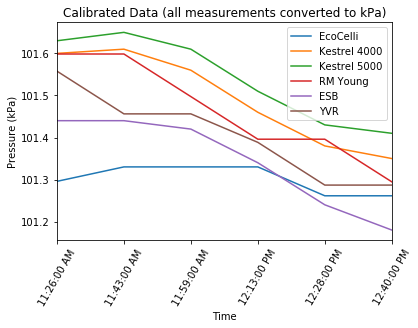 Calibrated Data (all measurements converted to kPa)
EcoCelli
Kestrel 4000
Kestrel 5000
RM Young
ESB
YVR
Pressure (kPa)
101.6
101.5
101.4
101.3
101.2
11:26:00 AM
11:43:00 AM
11:59:00 AM
12:13:00 PM
12:28:00 PM
12:40:00 PM
Time